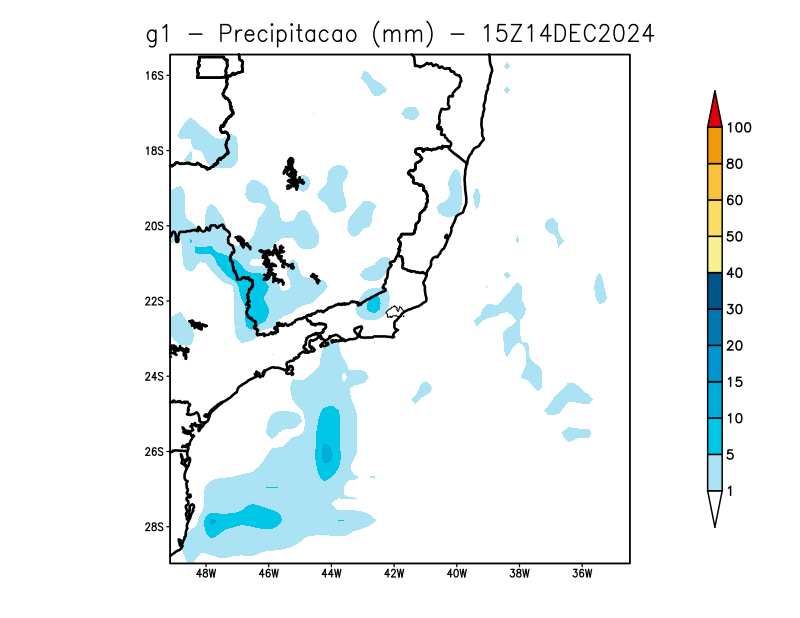 g1 – Precipitacao (mm) – 15Z14DEC2024
16S
18S
20S
22S
24S
26S
28S
48W 46W 44W 42W 40W 38W 36W
100
80
60
50
40
30
20
15
10
5
1